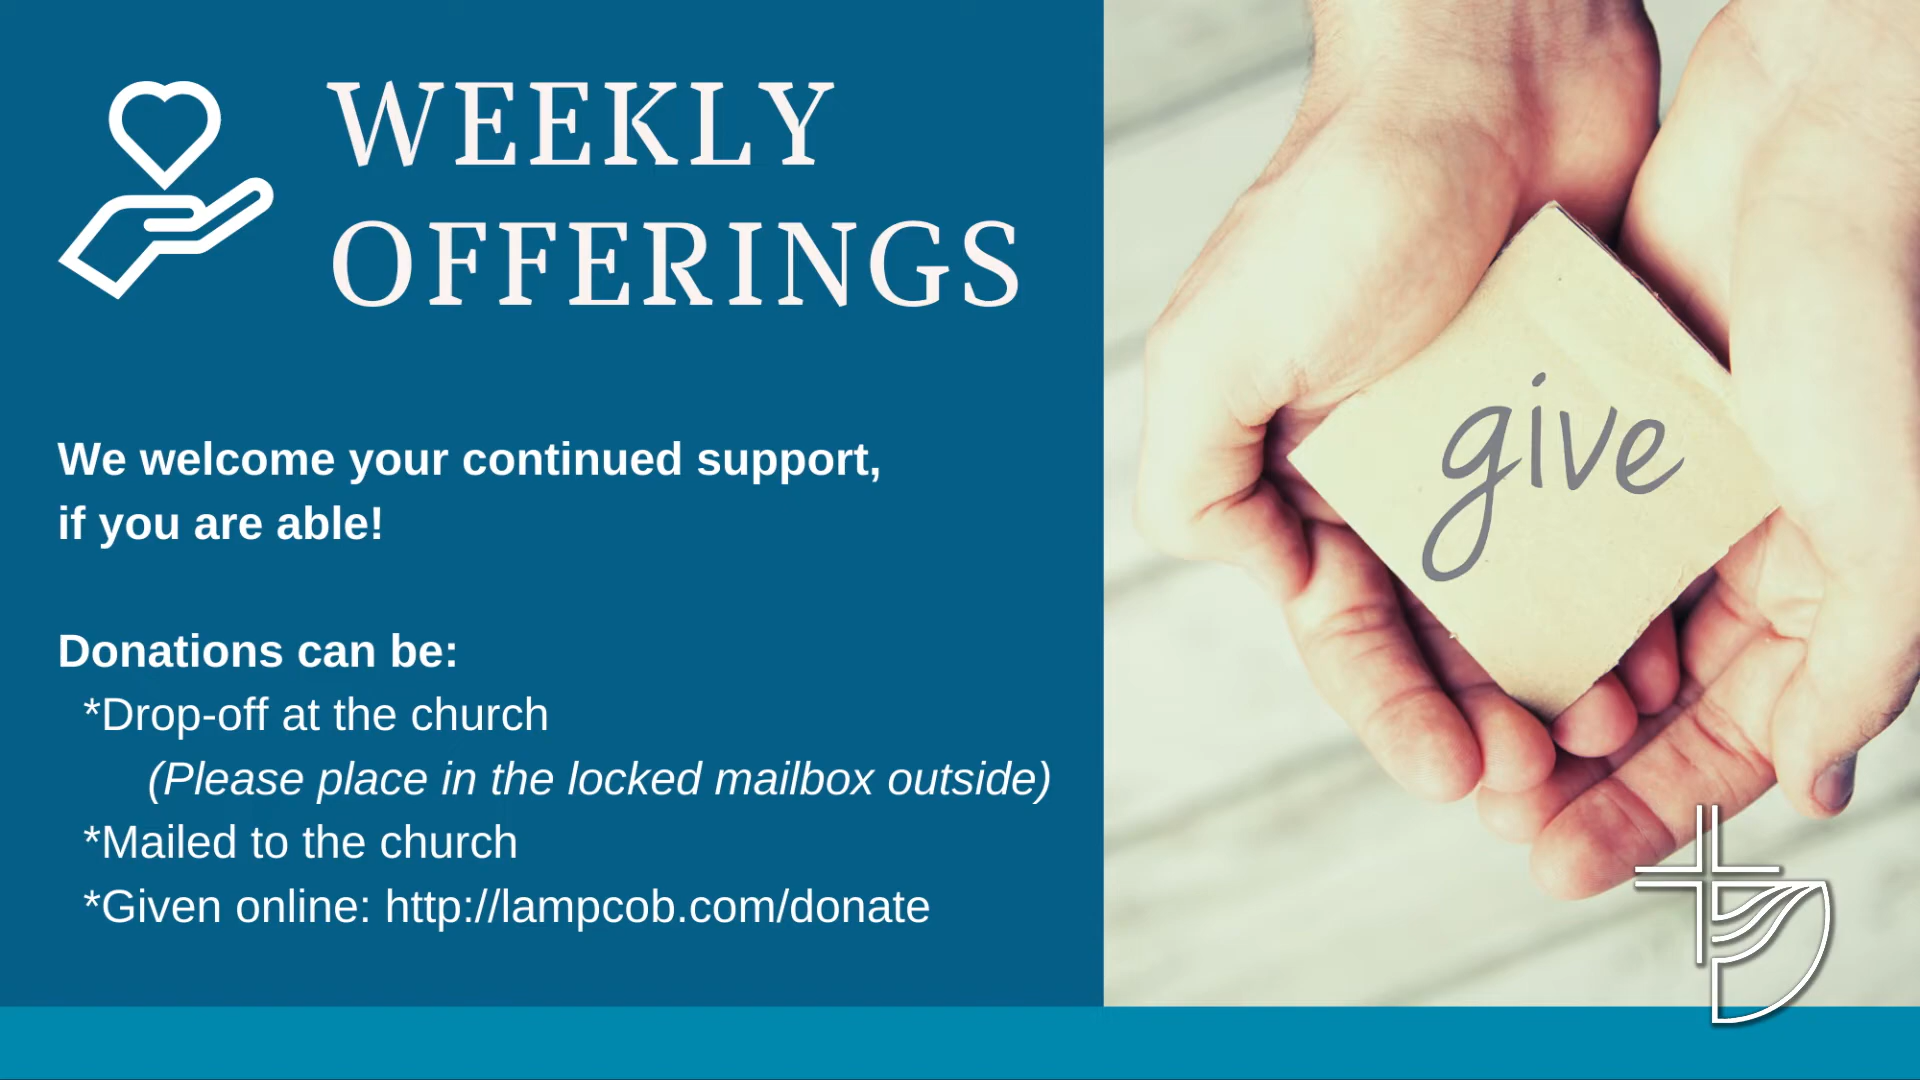 WEEKLY
OFFERINGS
We welcome your continued support,
if you are able!
Donations can be:
*Drop-off at the church
(Please place in the locked mailbox outside)
*Mailed to the church
*Given online: http://lampcob.com/donate
give